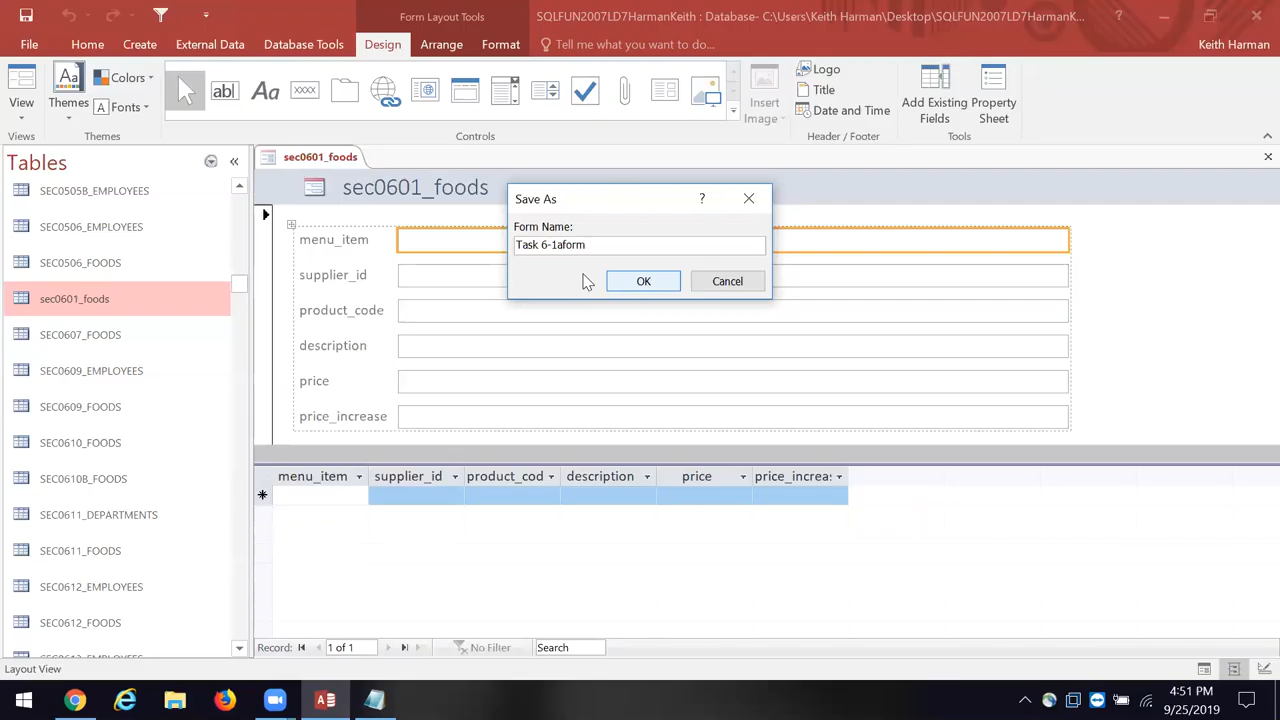 Form Layout Tools
SQLFUN2007LD7HarmanKeith : Database- C:\Users\Keith Harman\Desktop\SQLFUN2007LD7HarmanK...
?
File
Home
Create
External Data
Database Tools
Design
Arrange
Format
Tell me what you want to do...
Keith Harman
View
Themes
Colors
Fonts
Insert Image
Logo
Title
Date and Time
Add Existing Fields
Property Sheet
Views
Themes
Controls
Header / Footer
Tools
Tables
SEC0505B_EMPLOYEES
SEC0506_EMPLOYEES
SEC0506_FOODS
sec0601_foods
SEC0607_FOODS
SEC0609_EMPLOYEES
SEC0609_FOODS
SEC0610_FOODS
SEC0610B_FOODS
SEC0611_DEPARTMENTS
SEC0611_FOODS
SEC0612_EMPLOYEES
SEC0612_FOODS
sec0601_foods
sec0601_foods
menu_item
supplier_id
product_code
description
price
price_increase
Save As
?
Form Name:
Task 6-1aform
OK
Cancel
menu_item
supplier_id
product_cod
description
price
price_increa:
Record:
1 of 1
No Filter
Search
Layout View
4:51 PM
9/25/2019